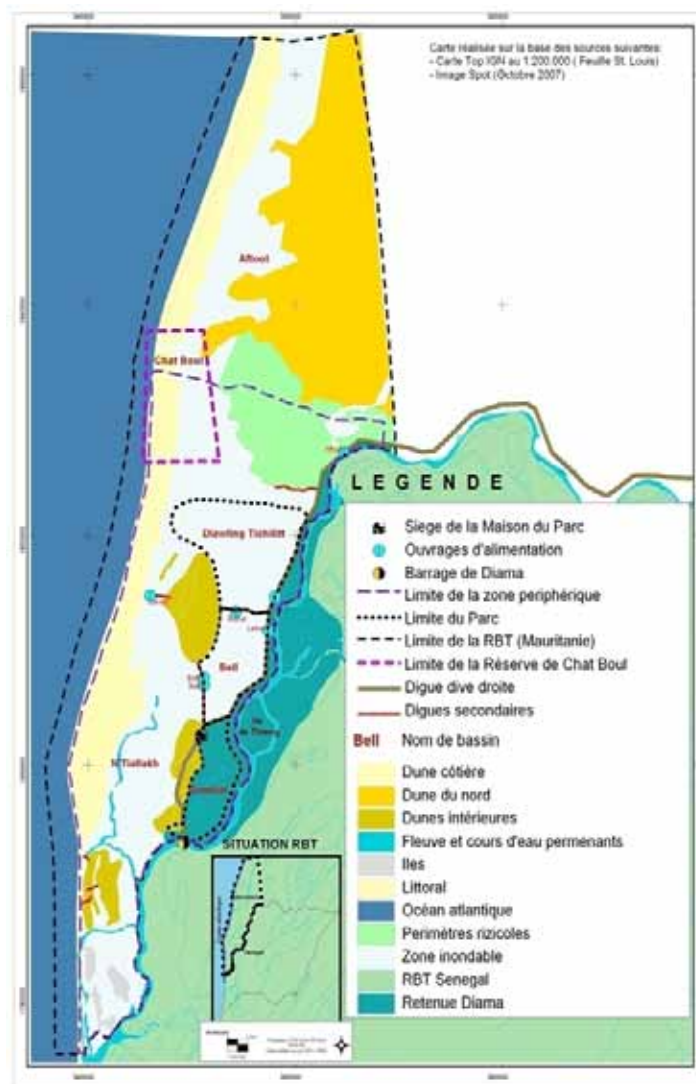 Carte réalisée sur la base des sources suivantes:
- Carte Top IGN au 1:200.000 ( Feuille St. Louis)
- Image Spot (Octobre 2007)
Aftout
Chat Boul
Diawling Tichilitt
Bell
N'Tiallakh
LEGENDE
Siege de la Maison du Parc
Ouvrages d'alimentation
Barrage de Diama
Limite de la zone periphérique
Limite du Parc
Limite de la RBT (Mauritanie)
Limite de la Réserve de Chat Boul
Digue dive droite
Digues secondaires
Bell Nom de bassin
Dune côtière
Dune du nord
Dunes intérieures
Fleuve et cours d'eau permenants
Iles
Littoral
Océan atlantique
Perimètres rizicoles
Zone inondable
RBT Senegal
Retenue Diama
SITUATION RBT